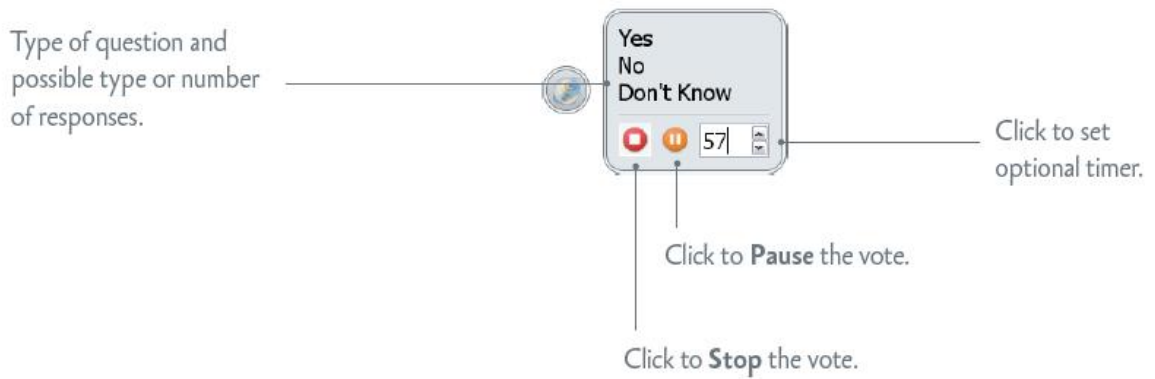 Type of question and
possible type or number
of responses.
Yes
No
Don't Know
57
Click to set
optional timer.
Click to Pause the vote.
Click to Stop the vote.